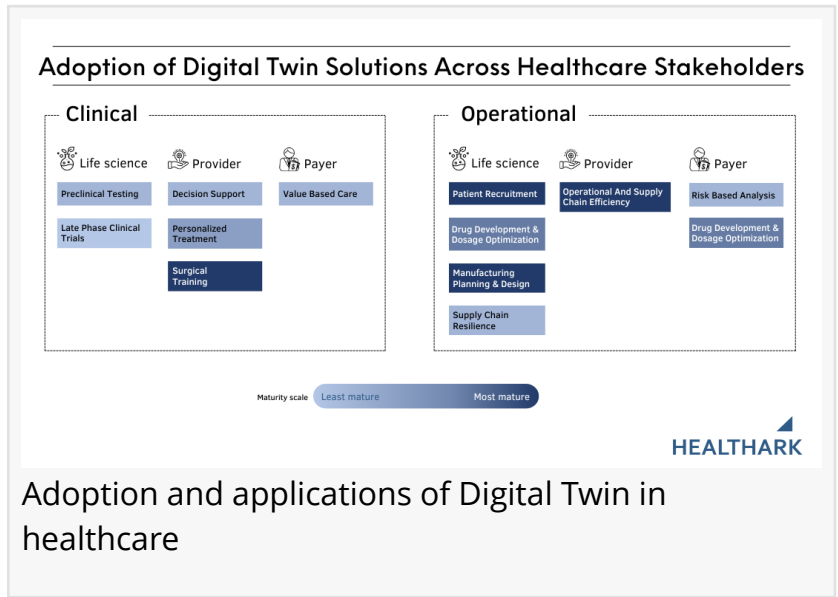 Adoption of Digital Twin Solutions Across Healthcare Stakeholders
Clinical
Life science
Preclinical Testing
Late Phase Clinical
Trials
Provider
Decision Support
Personalized
Treatment
Surgical
Training
Payer
Value Based Care
Operational
Life science
Patient Recruitment
Drug Development &
Dosage Optimization
Manufacturing
Planning & Design
Supply Chain
Resilience
Provider
Operational And Supply
Chain Efficiency
Payer
Risk Based Analysis
Drug Development &
Dosage Optimization
Maturity scale
Least mature
Most mature
HEALTHARK
Adoption and applications of Digital Twin in
healthcare